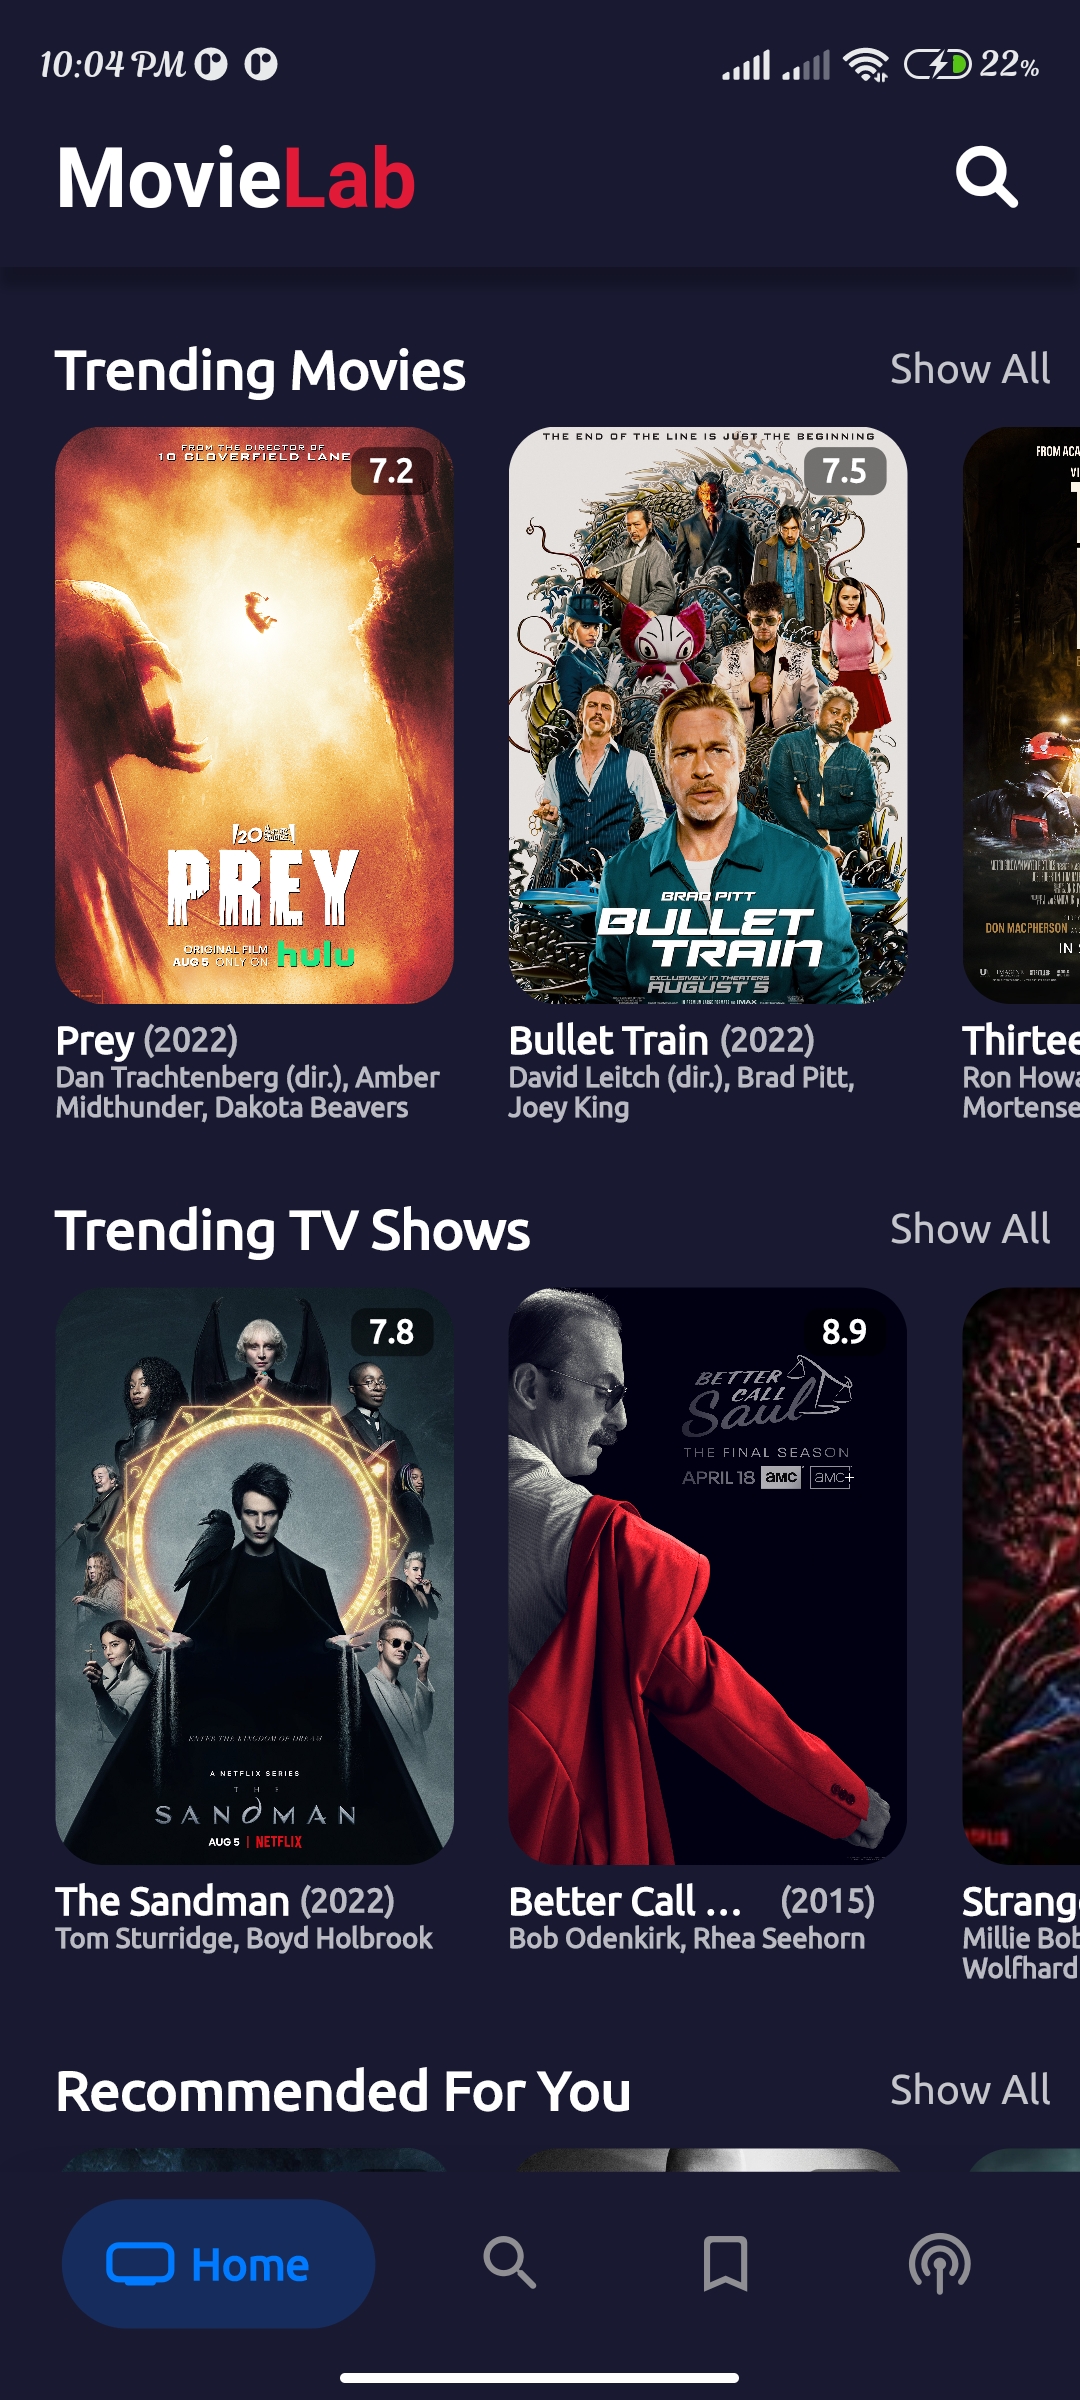 10:04 PM
22%
MovieLab
Trending Movies
Show All
FROM THE DIRECTOR OF
10 CLOVERFIELD LANE
7.2
PREY
ORIGINAL FILM
AUG 5 ONLY ON hulu
THE END OF THE LINE IS JUST THE BEGINNING
7.5
BRAD PITT
BULLET
TRAIN
EXCLUSIVELY IN THEATERS
AUGUST 5
FROM ACA
DON MACPHERSON
IN
Prey (2022)
Dan Trachtenberg (dir.), Amber
Midthunder, Dakota Beavers
Bullet Train (2022)
David Leitch (dir.), Brad Pitt,
Joey King
Thirtee
Ron Howa
Mortense
Trending TV Shows
Show All
7.8
ENTER THE KINGDOM OF DREAM
A NETFLIX SERIES
THE
SANDMAN
AUG 5 | NETFLIX
8.9
BETTER
CALL
Saul
THE FINAL SEASON
APRIL 18 amc amc+
The Sandman (2022)
Tom Sturridge, Boyd Holbrook
Better Call ... (2015)
Bob Odenkirk, Rhea Seehorn
Strang
Millie Bob
Wolfhard
Recommended For You
Show All
Home